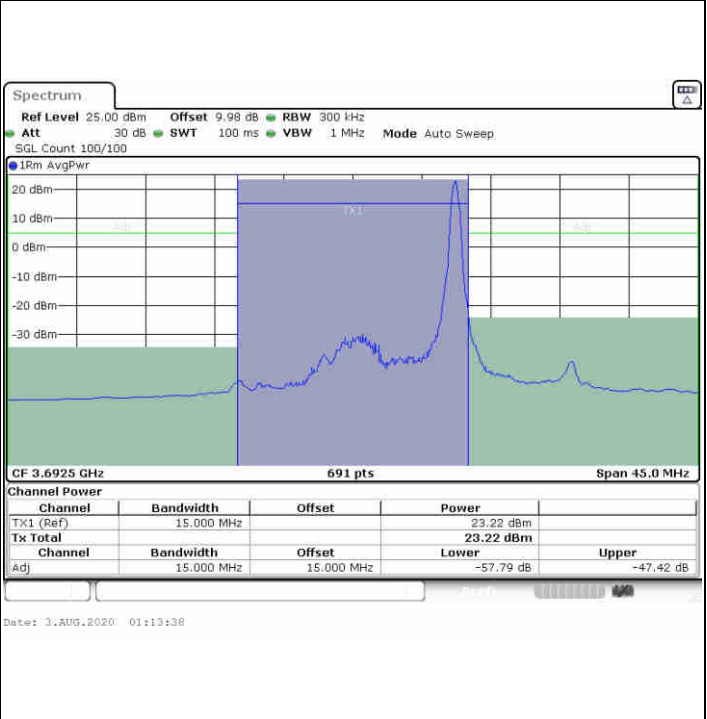 Spectrum
Ref Level 25.00 dBm Offset 9.98 dB RBW 300 kHz
Att 30 dB SWT 100 ms VBW 1 MHz Mode Auto Sweep
SGL Count 100/100
1Rm AvgPwr
20 dBm
TX1
10 dBm
Adj Adj
0 dBm
-10 dBm
-20 dBm
-30 dBm
CF 3.6925 GHz 691 pts Span 45.0 MHz
Channel Power
Channel Bandwidth Offset Power
TX1 (Ref) 15.000 MHz 23.22 dBm
Tx Total 23.22 dBm
Channel Bandwidth Offset Lower Upper
Adj 15.000 MHz 15.000 MHz -57.79 dB -47.42 dB
Date: 3.AUG.2020 01:13:38